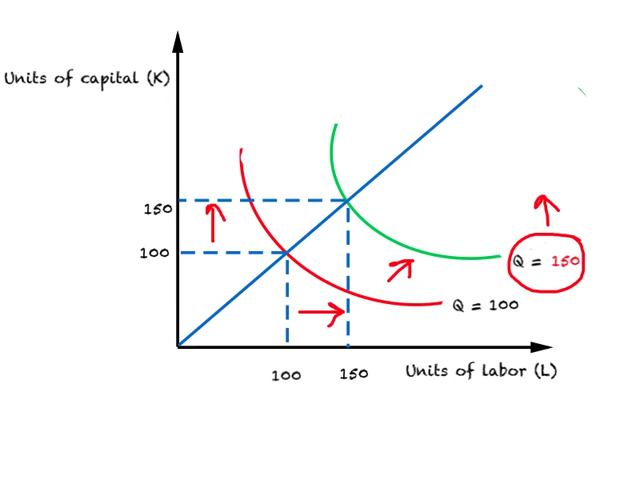 Units of capital (K)
150
100
Q = 150
Q = 100
100
150
Units of labor (L)